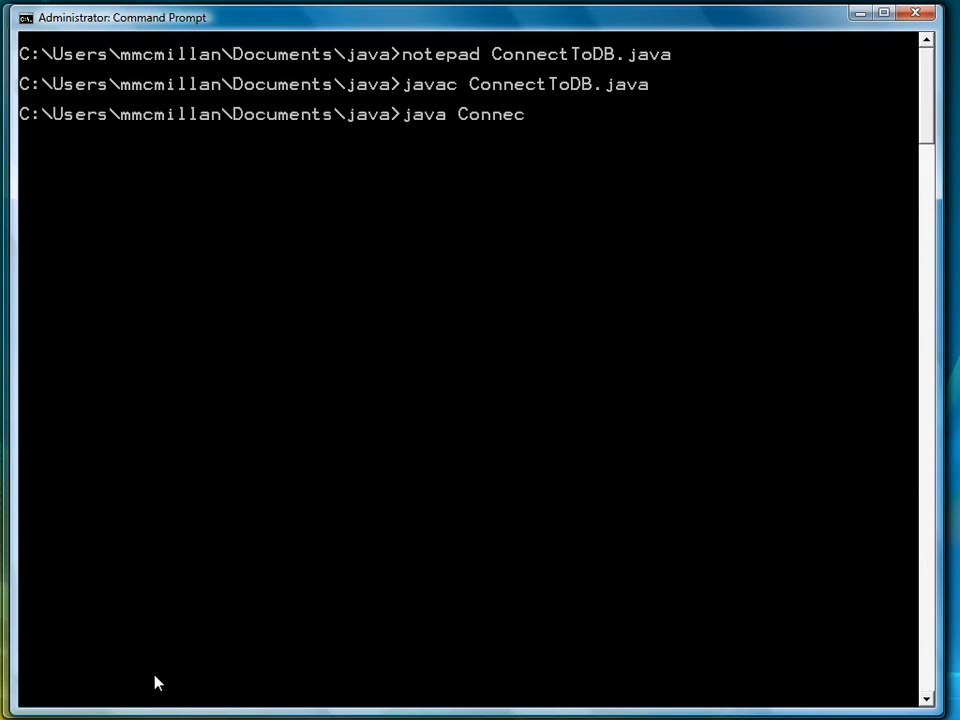 Administrator: Command Prompt
C:\Users\mmcmillan\Documents\java>notepad ConnectToDB.java
C:\Users\mmcmillan\Documents\java>javac ConnectToDB.java
C:\Users\mmcmillan\Documents\java>java Connec